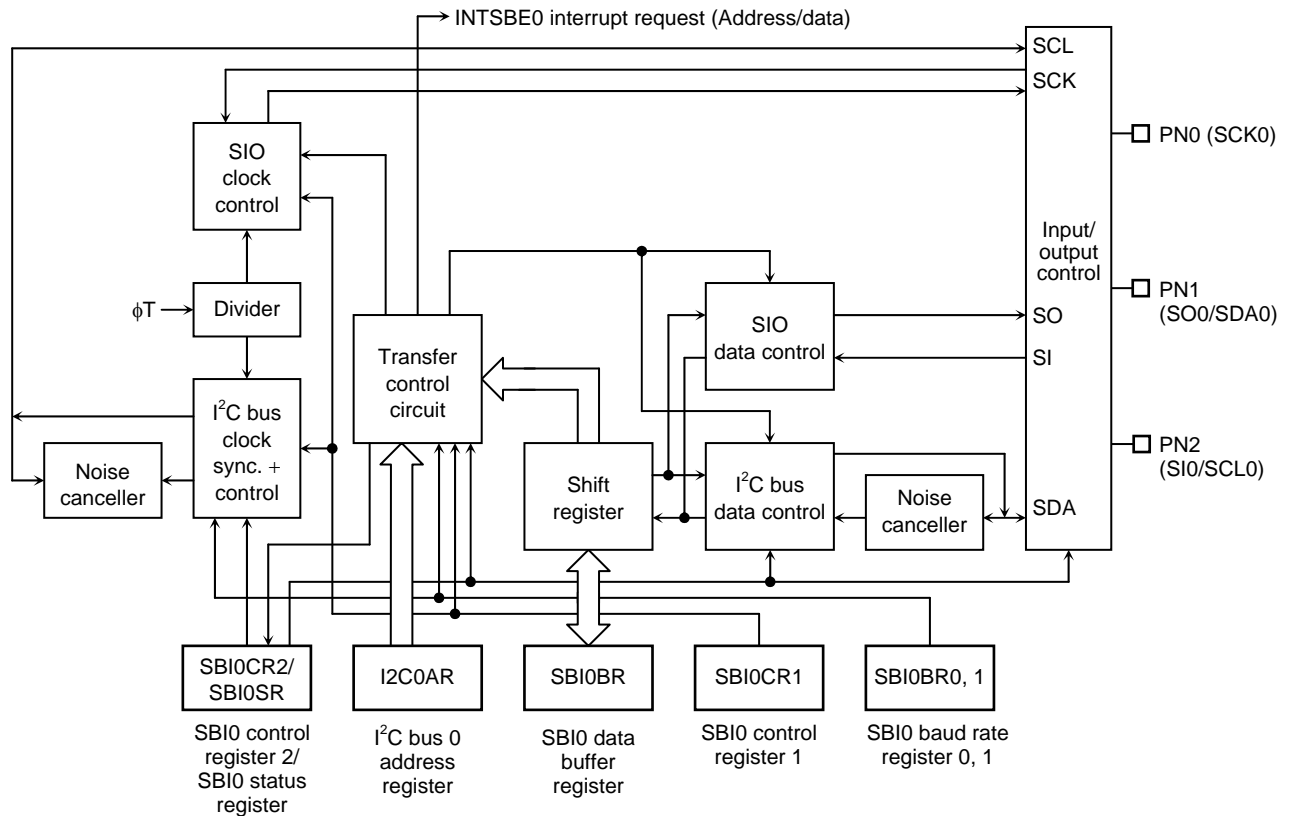 INTSBE0 interrupt request (Address/data)
SCL
SCK
PN0 (SCK0)
SIO
clock
control
Input/
output
control
φT
Divider
PN1
(SO0/SDA0)
SIO
data control
SO
SI
Transfer
control
circuit
I²C bus
clock
sync. +
control
Noise
canceller
PN2
(SI0/SCL0)
Shift
register
I²C bus
data control
Noise
canceller
SDA
SBI0CR2/
SBI0SR
I2C0AR
SBI0BR
SBI0CR1
SBI0BR0, 1
SBI0 control
register 2/
SBI0 status
register
I²C bus 0
address
register
SBI0 data
buffer
register
SBI0 control
register 1
SBI0 baud rate
register 0, 1